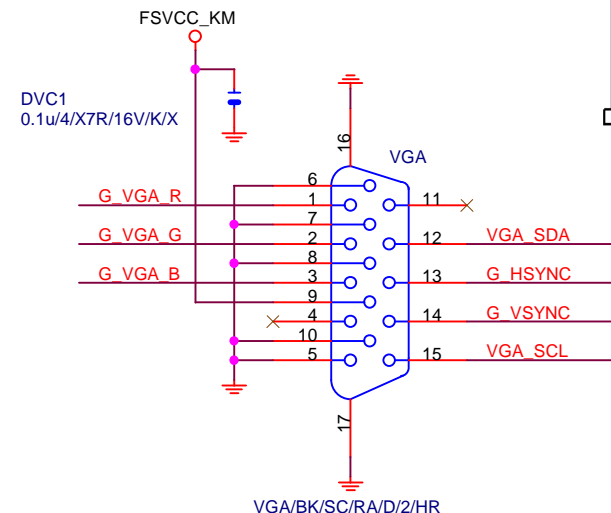 FSVCC_KM
DVC1
0.1u/4/X7R/16V/K/X
16
VGA
6
G_VGA_R 1 11
7
G_VGA_G 2 12 VGA_SDA
8
G_VGA_B 3 13 G_HSYNC
9
4 14 G_VSYNC
10
5 15 VGA_SCL
17
VGA/BK/SC/RA/D/2/HR